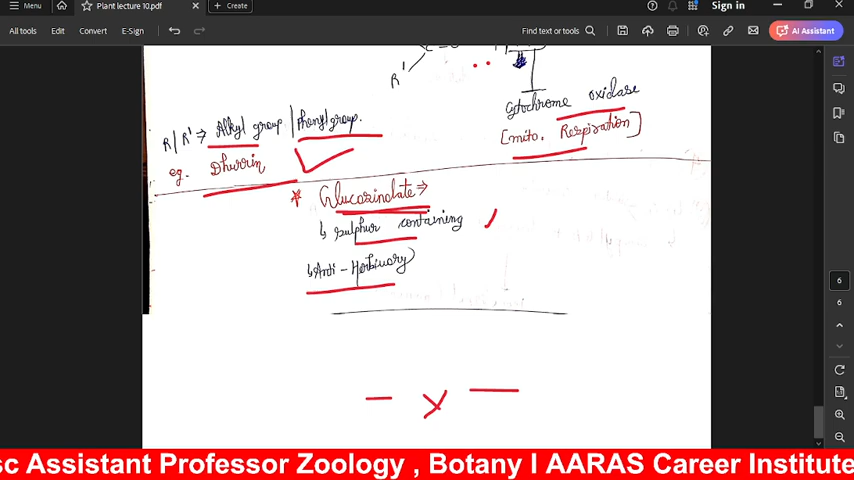 Menu
Plant lecture 10.pdf
+ Create
Sign in
All tools Edit Convert E-Sign
Find text or tools
AI Assistant
R'
Cytochrome oxidase
[mito. Respiration]
R/R' ⇒ Alkyl group / Phenyl group.
eg. Dhurrin
* Glucosinolate ⇒
↳ sulphur containing
↳ Anti-Herbivary
x
6
6
sc Assistant Professor Zoology , Botany I AARAS Career Institute